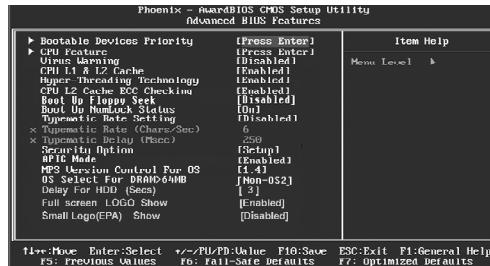 Phoenix - AwardBIOS CMOS Setup Utility
Advanced BIOS Features
▶ Bootable Devices Priority [Press Enter]
▶ CPU Feature [Press Enter]
Virus Warning [Disabled]
CPU L1 & L2 Cache [Enabled]
Hyper-Threading Technology [Enabled]
CPU L2 Cache ECC Checking [Enabled]
Boot Up Floppy Seek [Disabled]
Boot Up NumLock Status [On]
Typematic Rate Setting [Disabled]
x Typematic Rate (Chars/Sec) 6
x Typematic Delay (Msec) 250
Security Option [Setup]
APIC Mode [Enabled]
MPS Version Control For OS [1.4]
OS Select For DRAM>64MB [Non-OS2]
Delay For HDD (Secs) [ 3]
Full screen LOGO Show [Enabled]
Small Logo(EPA) Show [Disabled]
Item Help
Menu Level ▶
↑↓→←:Move Enter:Select +/-/PU/PD:Value F10:Save ESC:Exit F1:General Help
F5: Previous Values F6: Fail-Safe Defaults F7: Optimized Defaults